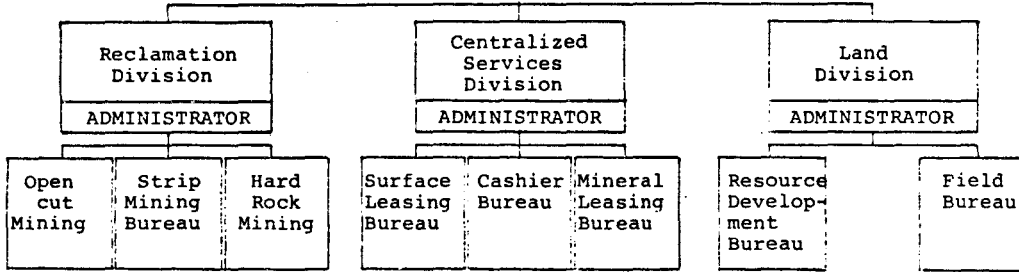 Reclamation
Division
ADMINISTRATOR
Centralized
Services
Division
ADMINISTRATOR
Land
Division
ADMINISTRATOR
Open
cut
Mining
Strip
Mining
Bureau
Hard
Rock
Mining
Surface
Leasing
Bureau
Cashier
Bureau
Mineral
Leasing
Bureau
Resource
Develop-
ment
Bureau
Field
Bureau